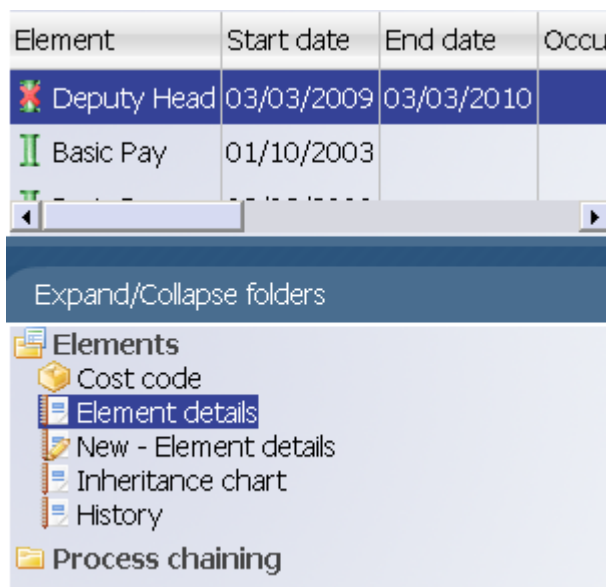 Element Start date End date Occu
Deputy Head 03/03/2009 03/03/2010
Basic Pay 01/10/2003
Expand/Collapse folders
Elements
Cost code
Element details
New - Element details
Inheritance chart
History
Process chaining